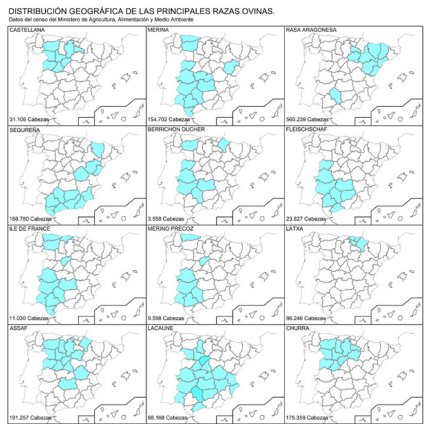 DISTRIBUCIÓN GEOGRÁFICA DE LAS PRINCIPALES RAZAS OVINAS.
Datos del censo del Ministero de Agricultura, Alimentación y Medio Ambiente
CASTELLANA
MERINA
RASA ARAGONESA
31.106 Cabezas
154.702 Cabezas
560.239 Cabezas
SEGUREÑA
BERRICHON DUCHER
FLEISCHSCHAF
188.780 Cabezas
3.558 Cabezas
23.827 Cabezas
ILE DE FRANCE
MERINO PRECOZ
LATXA
11.030 Cabezas
9.598 Cabezas
96.246 Cabezas
ASSAF
LACAUNE
CHURRA
191.257 Cabezas
88.168 Cabezas
175.359 Cabezas